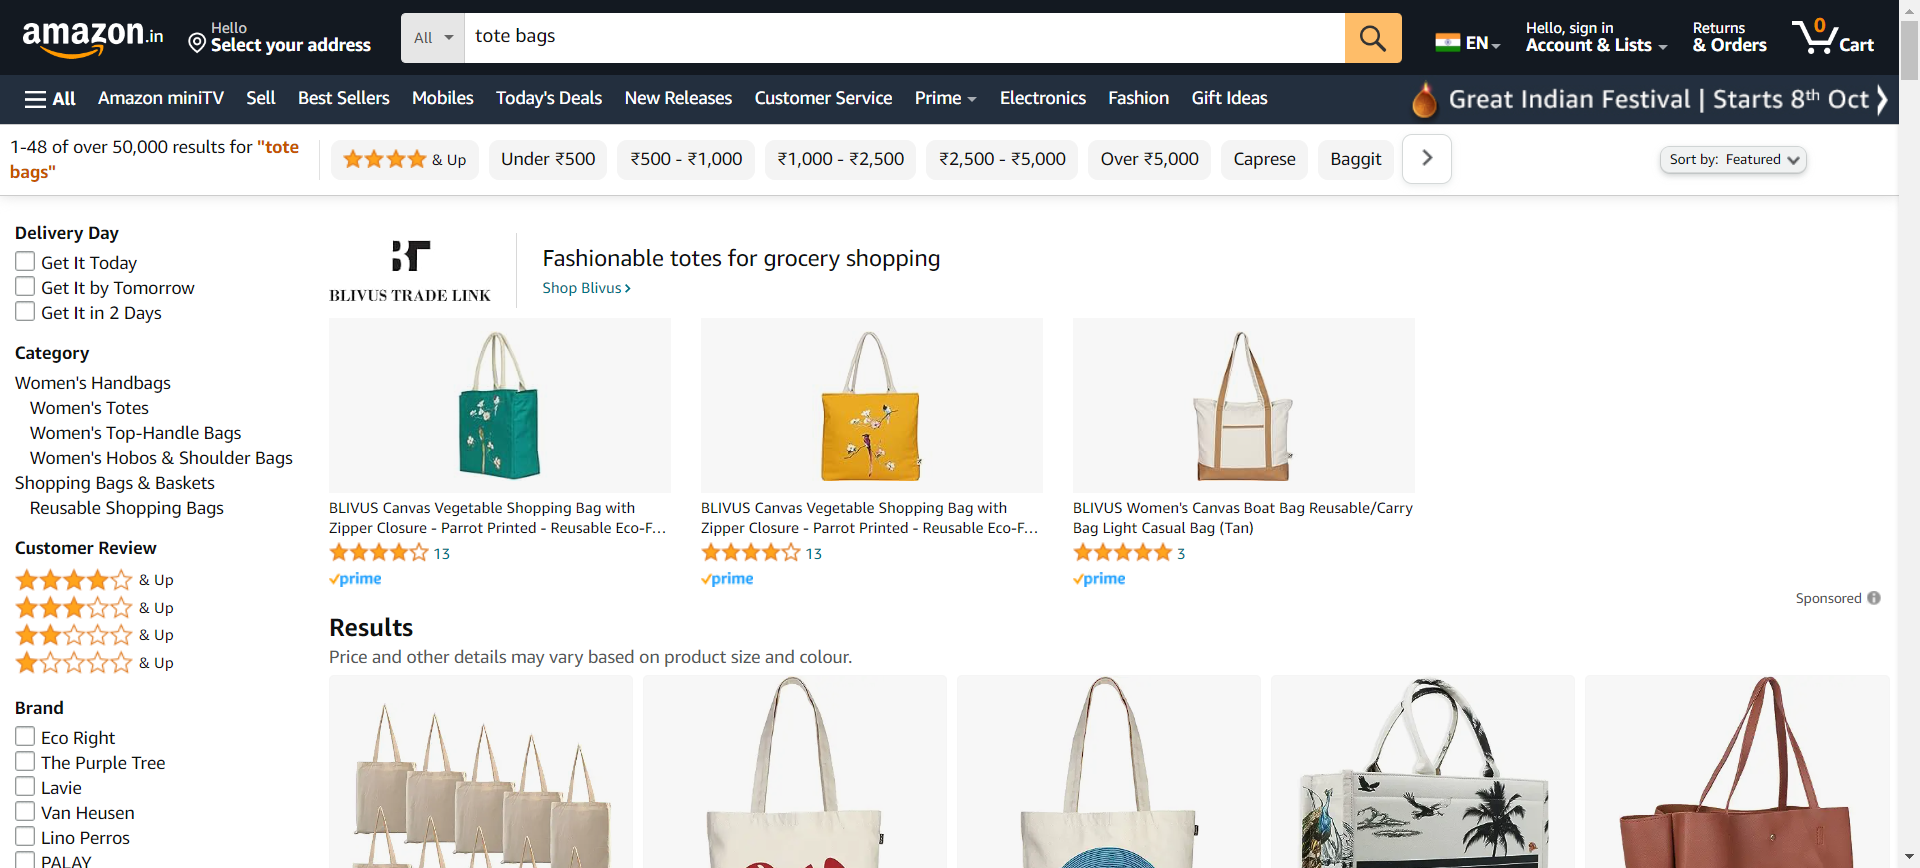 amazon.in
Hello
Select your address
All
tote bags
EN
Hello, sign in
Account & Lists
Returns
& Orders
0
Cart
All
Amazon miniTV
Sell
Best Sellers
Mobiles
Today's Deals
New Releases
Customer Service
Prime
Electronics
Fashion
Gift Ideas
Great Indian Festival | Starts 8th Oct
1-48 of over 50,000 results for "tote
bags"
& Up
Under ₹500
₹500 - ₹1,000
₹1,000 - ₹2,500
₹2,500 - ₹5,000
Over ₹5,000
Caprese
Baggit
Sort by: Featured
Delivery Day
Get It Today
Get It by Tomorrow
Get It in 2 Days
Category
Women's Handbags
Women's Totes
Women's Top-Handle Bags
Women's Hobos & Shoulder Bags
Shopping Bags & Baskets
Reusable Shopping Bags
Customer Review
& Up
& Up
& Up
& Up
Brand
Eco Right
The Purple Tree
Lavie
Van Heusen
Lino Perros
PALAY
BT
BLIVUS TRADE LINK
Fashionable totes for grocery shopping
Shop Blivus
BLIVUS Canvas Vegetable Shopping Bag with
Zipper Closure - Parrot Printed - Reusable Eco-F…
13
prime
BLIVUS Canvas Vegetable Shopping Bag with
Zipper Closure - Parrot Printed - Reusable Eco-F…
13
prime
BLIVUS Women's Canvas Boat Bag Reusable/Carry
Bag Light Casual Bag (Tan)
3
prime
Sponsored
Results
Price and other details may vary based on product size and colour.